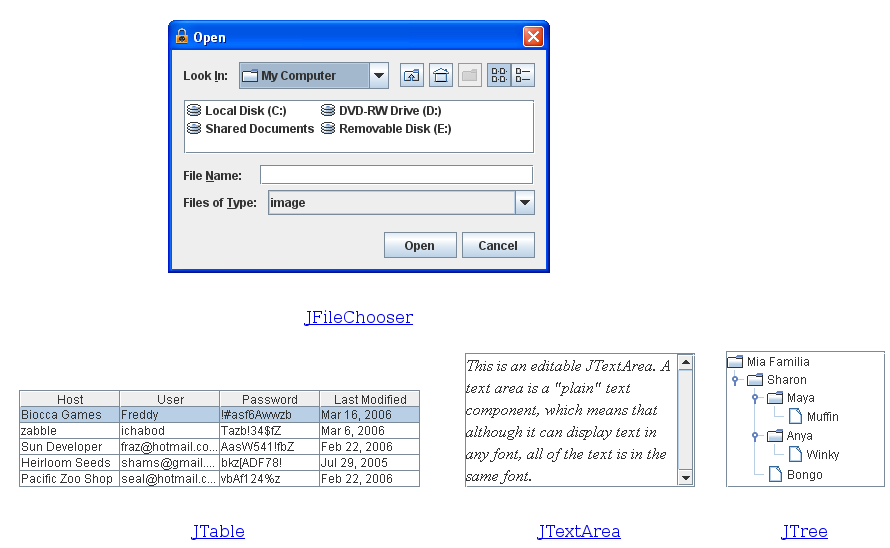 Open
Look In: My Computer
Local Disk (C:) DVD-RW Drive (D:)
Shared Documents Removable Disk (E:)
File Name:
Files of Type: image
Open Cancel
JFileChooser
Host User Password Last Modified
Biocca Games Freddy !#asf6Awwzb Mar 16, 2006
zabble ichabod Tazb!34$fZ Mar 6, 2006
Sun Developer fraz@hotmail.co... AasW541!fbZ Feb 22, 2006
Heirloom Seeds shams@gmail.... bkz[ADF78! Jul 29, 2005
Pacific Zoo Shop seal@hotmail.c... vbAf124%z Feb 22, 2006
JTable
This is an editable JTextArea. A
text area is a "plain" text
component, which means that
although it can display text in
any font, all of the text is in the
same font.
JTextArea
Mia Familia
Sharon
Maya
Muffin
Anya
Winky
Bongo
JTree